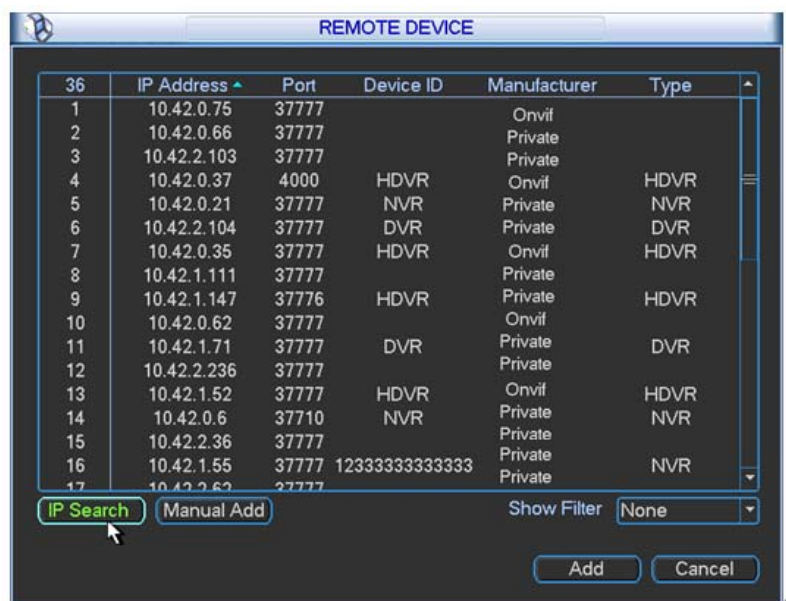 REMOTE DEVICE
36 IP Address Port Device ID Manufacturer Type
1 10.42.0.75 37777 Onvif
2 10.42.0.66 37777 Private
3 10.42.2.103 37777 Private
4 10.42.0.37 4000 HDVR Onvif HDVR
5 10.42.0.21 37777 NVR Private NVR
6 10.42.2.104 37777 DVR Private DVR
7 10.42.0.35 37777 HDVR Onvif HDVR
8 10.42.1.111 37777 Private
9 10.42.1.147 37776 HDVR Private HDVR
10 10.42.0.62 37777 Onvif
11 10.42.1.71 37777 DVR Private DVR
12 10.42.2.236 37777 Private
13 10.42.1.52 37777 HDVR Onvif HDVR
14 10.42.0.6 37710 NVR Private NVR
15 10.42.2.36 37777 Private
16 10.42.1.55 37777 12333333333333 Private NVR
17 37777 Private
IP Search Manual Add Show Filter None
Add Cancel